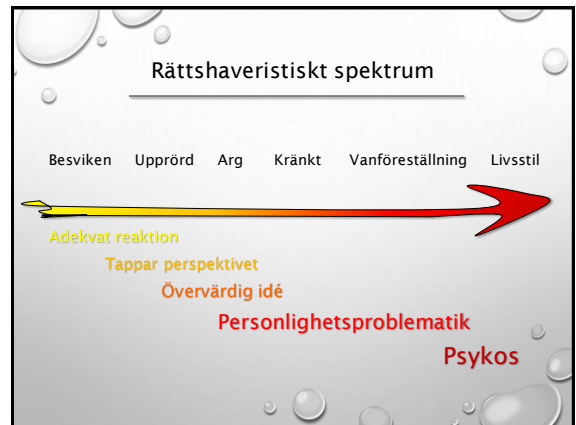 Rättshaveristiskt spektrum
Besviken Upprörd Arg Kränkt Vanföreställning Livsstil
Adekvat reaktion
Tappar perspektivet
Övervärdig idé
Personlighetsproblematik
Psykos